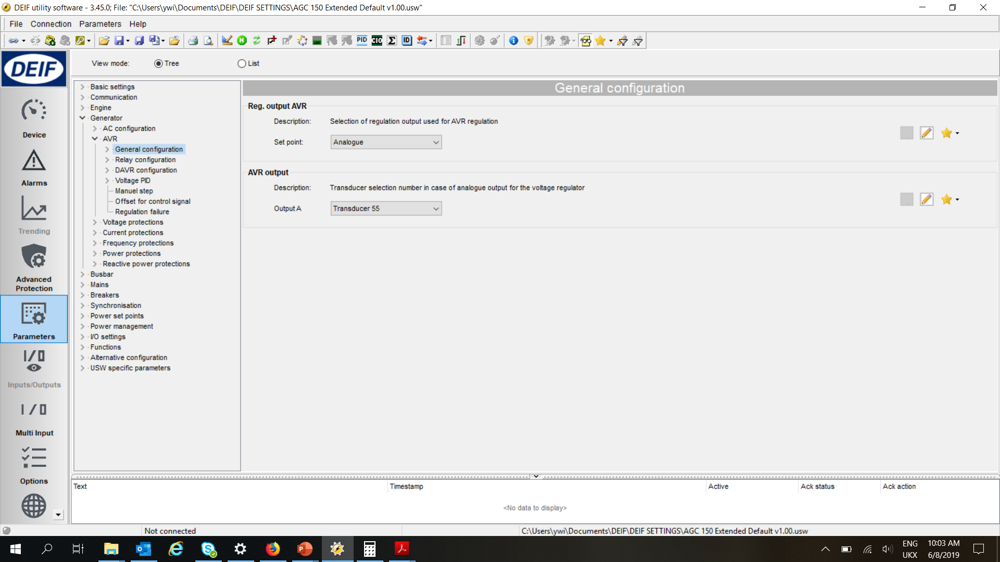 DEIF utility software - 3.45.0; File: "C:\Users\ywi\Documents\DEIF\DEIF SETTINGS\AGC 150 Extended Default v1.00.usw"
File Connection Parameters Help
PID CIO Σ ID
DEIF
View mode: Tree List
Device
Alarms
Trending
Advanced
Protection
Parameters
I/0
Inputs/Outputs
I/0
Multi Input
Options
Basic settings
Communication
Engine
Generator
AC configuration
AVR
General configuration
Relay configuration
DAVR configuration
Voltage PID
Manuel step
Offset for control signal
Regulation failure
Voltage protections
Current protections
Frequency protections
Power protections
Reactive power protections
Busbar
Mains
Breakers
Synchronisation
Power set points
Power management
I/O settings
Functions
Alternative configuration
USW specific parameters
General configuration
Reg. output AVR
Description: Selection of regulation output used for AVR regulation
Set point: Analogue
AVR output
Description: Transducer selection number in case of analogue output for the voltage regulator
Output A Transducer 55
Text Timestamp Active Ack status Ack action
<No data to display>
Not connected C:\Users\ywi\Documents\DEIF\DEIF SETTINGS\AGC 150 Extended Default v1.00.usw
ENG 10:03 AM
UKX 6/8/2019